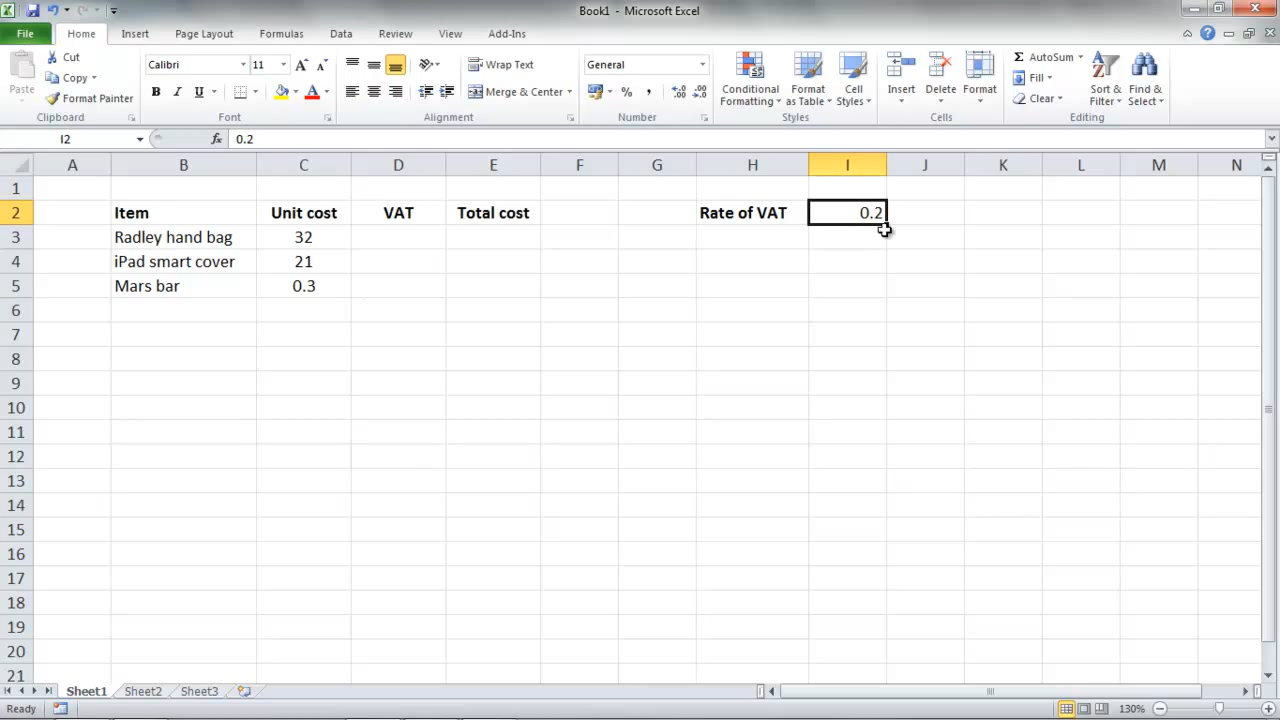 Book1 - Microsoft Excel
File Home Insert Page Layout Formulas Data Review View Add-Ins
Cut Calibri 11 Wrap Text General AutoSum
Paste Copy Format Painter B I U Merge & Center % , Conditional Formatting Format as Table Cell Styles Insert Delete Format Fill Clear Sort & Filter Find & Select
Clipboard Font Alignment Number Styles Cells Editing
I2 fx 0.2
A B C D E F G H I J K L M N
1
2 Item Unit cost VAT Total cost Rate of VAT 0.2
3 Radley hand bag 32
4 iPad smart cover 21
5 Mars bar 0.3
6
7
8
9
10
11
12
13
14
15
16
17
18
19
20
21
Sheet1 Sheet2 Sheet3
Ready 130%